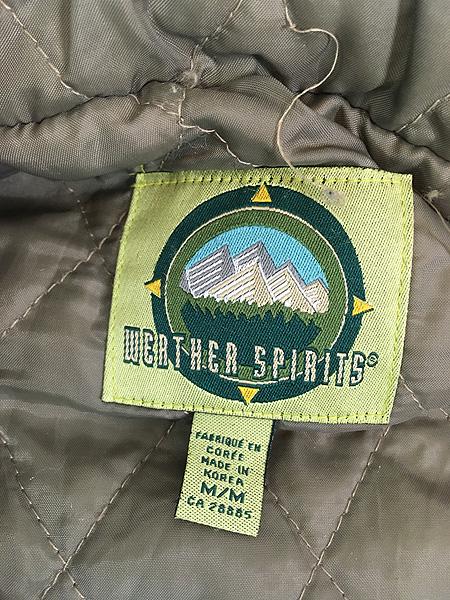 WEATHER SPIRITS©
FABRIQUÉ EN
CORÉE
MADE IN
KOREA
M/M
CA 28885